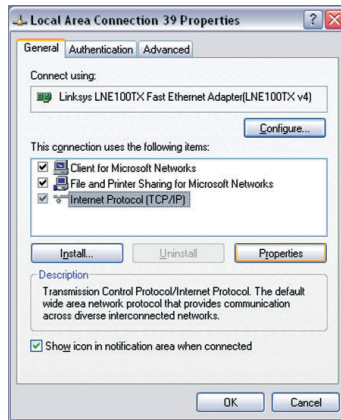 Local Area Connection 39 Properties
General Authentication Advanced
Connect using:
Linksys LNE100TX Fast Ethernet Adapter(LNE100TX v4)
Configure...
This connection uses the following items:
Client for Microsoft Networks
File and Printer Sharing for Microsoft Networks
Internet Protocol (TCP/IP)
Install... Uninstall Properties
Description
Transmission Control Protocol/Internet Protocol. The default
wide area network protocol that provides communication
across diverse interconnected networks.
Show icon in notification area when connected
OK Cancel